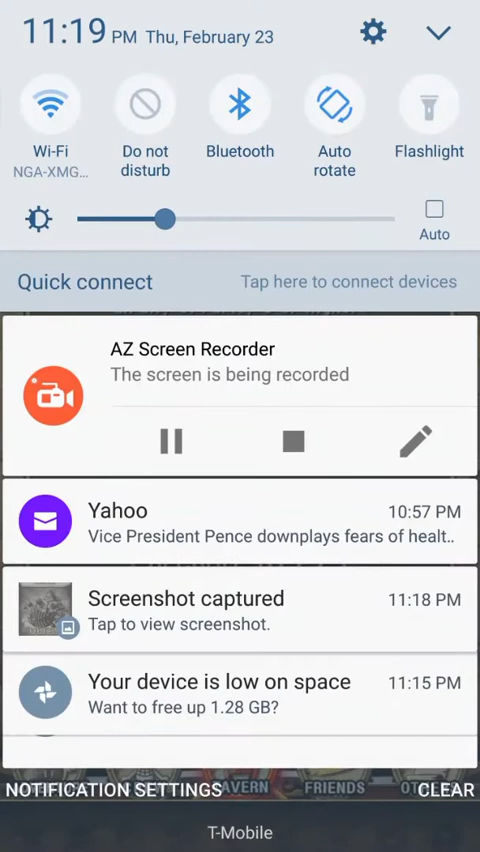 11:19 PM Thu, February 23
Wi-Fi
NGA-XMG...
Do not
disturb
Bluetooth
Auto
rotate
Flashlight
Auto
Quick connect
Tap here to connect devices
AZ Screen Recorder
The screen is being recorded
Yahoo
10:57 PM
Vice President Pence downplays fears of healt..
Screenshot captured
11:18 PM
Tap to view screenshot.
Your device is low on space
11:15 PM
Want to free up 1.28 GB?
FRIENDS
NOTIFICATION SETTINGS
CLEAR
T-Mobile